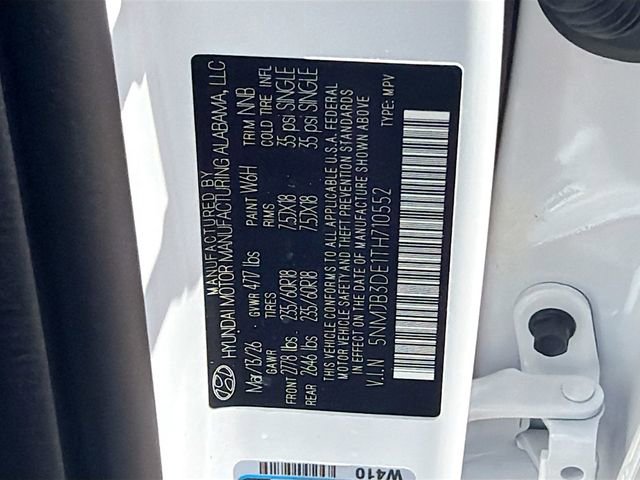 MANUFACTURED BY
HYUNDAI MOTOR MANUFACTURING ALABAMA, LLC
Mar/13/26 GVWR 4717 lbs PAINT W6H TRIM NNB
GAWR TIRES RIMS COLD TIRE INFL
FRONT 2778 lbs 235/60R18 7.5JX18 35 psi SINGLE
REAR 2646 lbs 235/60R18 7.5JX18 35 psi SINGLE
THIS VEHICLE CONFORMS TO ALL APPLICABLE U.S.A. FEDERAL
MOTOR VEHICLE SAFETY AND THEFT PREVENTION STANDARDS
IN EFFECT ON THE DATE OF MANUFACTURE SHOWN ABOVE
V.I.N 5NMJB3DE1TH710552 TYPE: MPV
W410